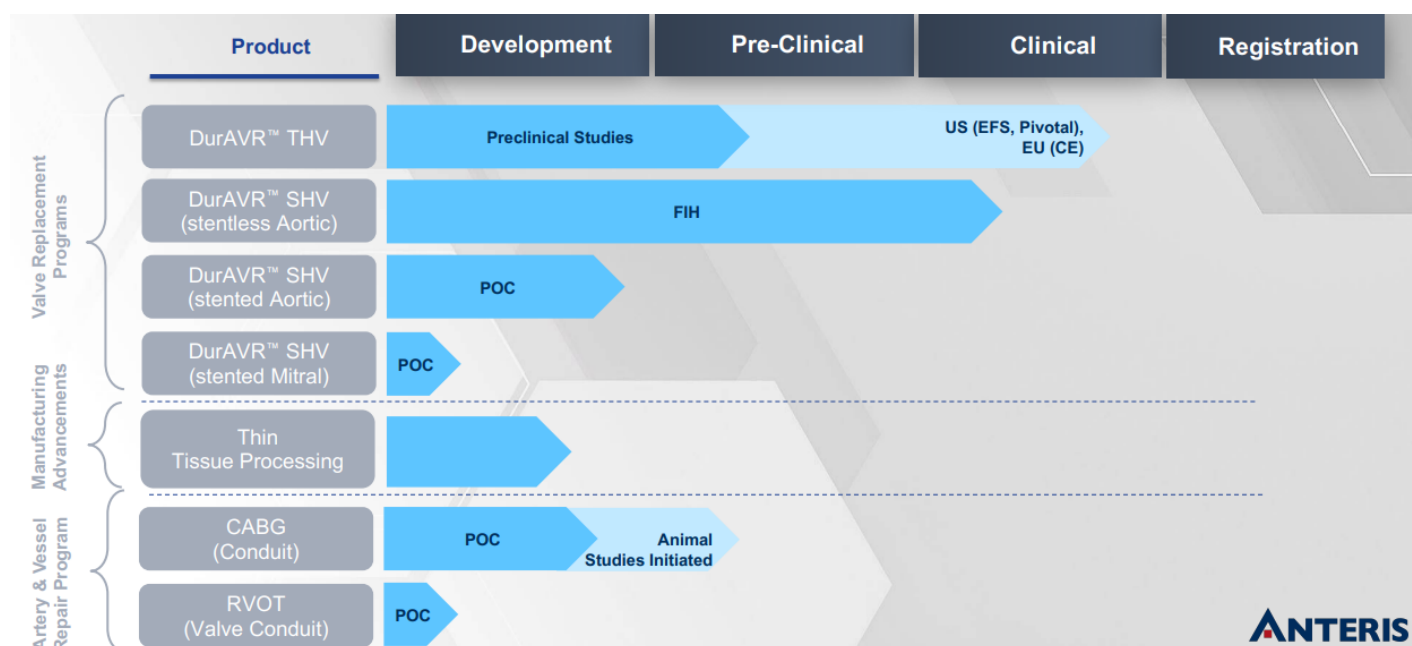 Product
Development
Pre-Clinical
Clinical
Registration
Valve Replacement
Programs
DurAVR™ THV
Preclinical Studies
US (EFS, Pivotal),
EU (CE)
DurAVR™ SHV
(stentless Aortic)
FIH
DurAVR™ SHV
(stented Aortic)
POC
DurAVR™ SHV
(stented Mitral)
POC
Manufacturing
Advancements
Thin
Tissue Processing
Artery & Vessel
Repair Program
CABG
(Conduit)
POC
Animal
Studies Initiated
RVOT
(Valve Conduit)
POC
ANTERIS